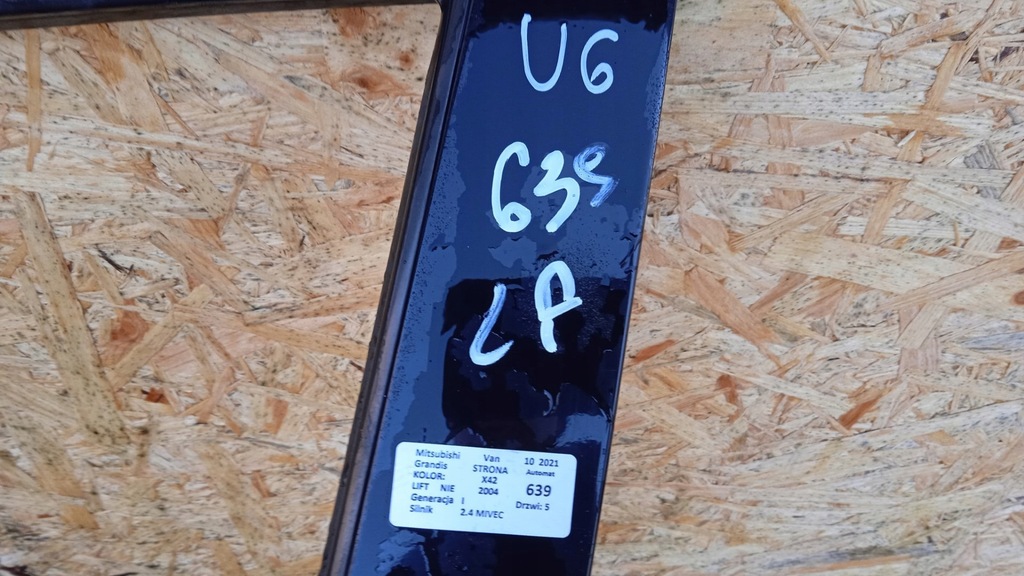 U6
639
LP
Mitsubishi Van 10 2021
Grandis STRONA Automat
KOLOR: X42
LIFT NIE 2004 639
Generacja I Drzwi: 5
Silnik 2.4 MIVEC